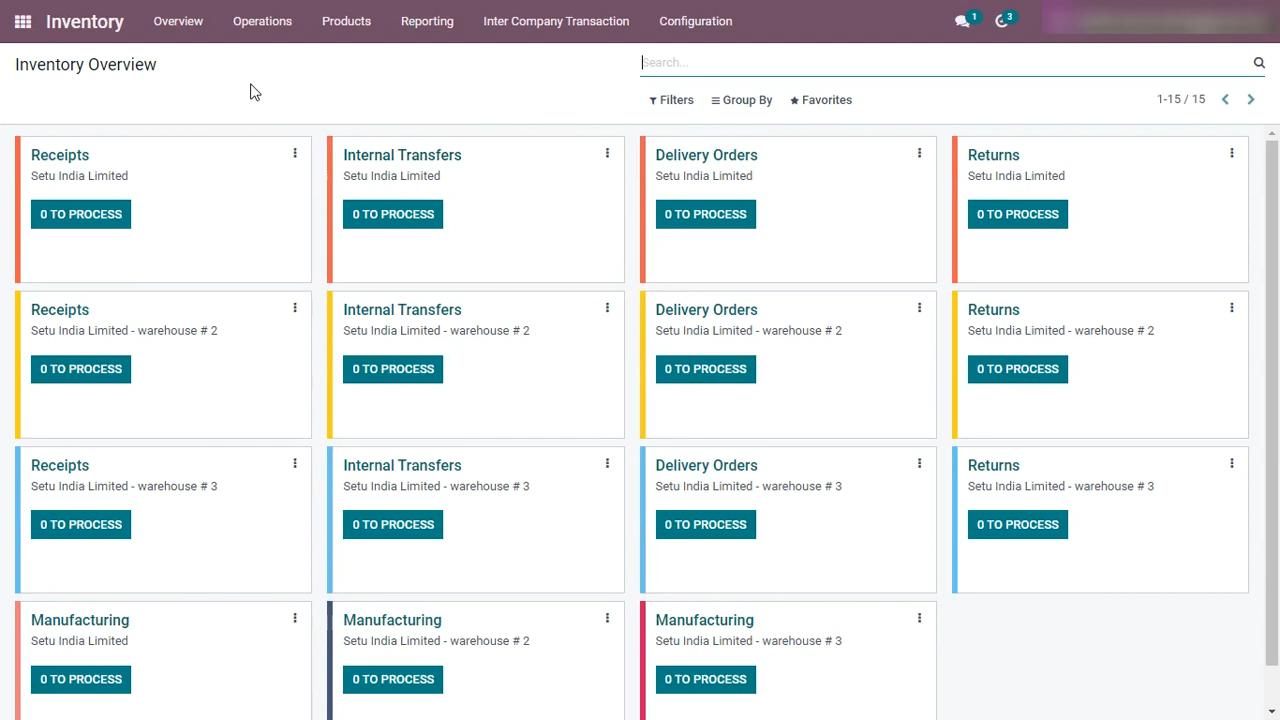 Inventory Overview Operations Products Reporting Inter Company Transaction Configuration 1 3
Inventory Overview
Search...
Filters Group By Favorites 1-15 / 15
Receipts Internal Transfers Delivery Orders Returns
Setu India Limited Setu India Limited Setu India Limited Setu India Limited
0 TO PROCESS 0 TO PROCESS 0 TO PROCESS 0 TO PROCESS
Receipts Internal Transfers Delivery Orders Returns
Setu India Limited - warehouse # 2 Setu India Limited - warehouse # 2 Setu India Limited - warehouse # 2 Setu India Limited - warehouse # 2
0 TO PROCESS 0 TO PROCESS 0 TO PROCESS 0 TO PROCESS
Receipts Internal Transfers Delivery Orders Returns
Setu India Limited - warehouse # 3 Setu India Limited - warehouse # 3 Setu India Limited - warehouse # 3 Setu India Limited - warehouse # 3
0 TO PROCESS 0 TO PROCESS 0 TO PROCESS 0 TO PROCESS
Manufacturing Manufacturing Manufacturing
Setu India Limited Setu India Limited - warehouse # 2 Setu India Limited - warehouse # 3
0 TO PROCESS 0 TO PROCESS 0 TO PROCESS